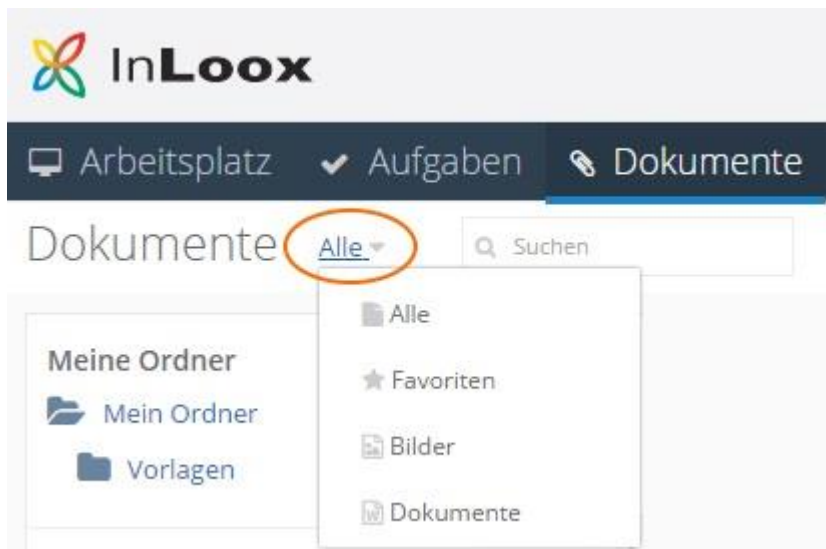 InLoox
Arbeitsplatz Aufgaben Dokumente
Dokumente Alle Suchen
Alle
Favoriten
Bilder
Dokumente
Meine Ordner
Mein Ordner
Vorlagen